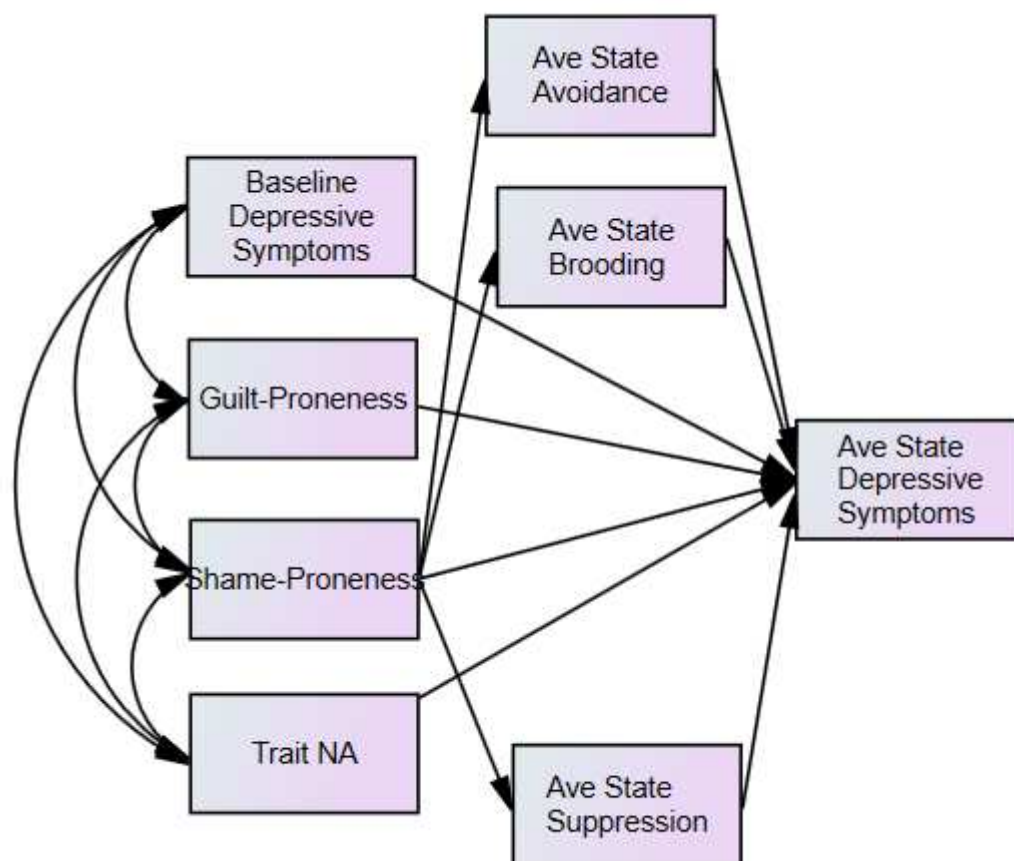 Ave State
Avoidance
Baseline
Depressive
Symptoms
Ave State
Brooding
Guilt-Proneness
Ave State
Depressive
Symptoms
Shame-Proneness
Trait NA
Ave State
Suppression